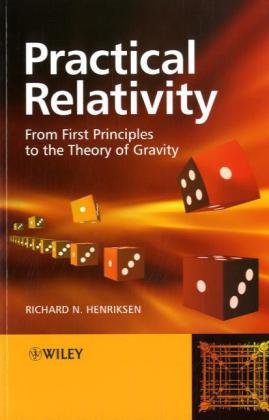 Practical
Relativity
From First Principles
to the Theory of Gravity
RICHARD N. HENRIKSEN
WILEY